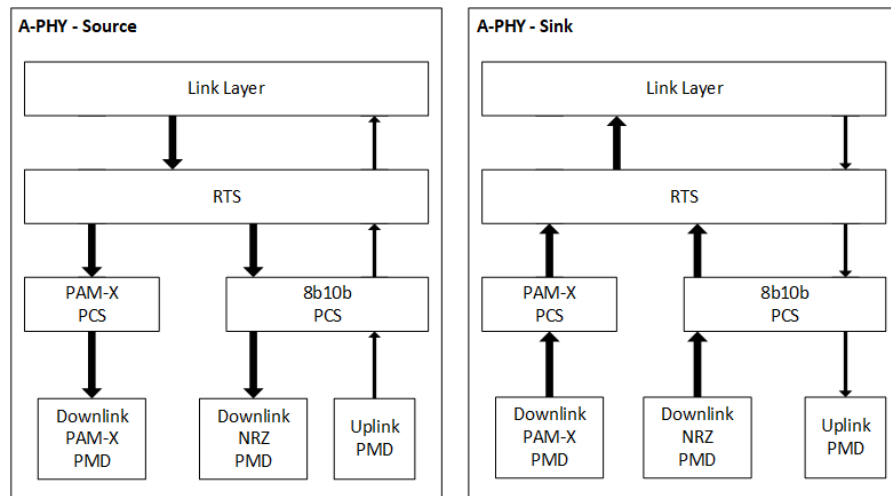 A-PHY - Source
Link Layer
RTS
PAM-X
PCS
8b10b
PCS
Downlink
PAM-X
PMD
Downlink
NRZ
PMD
Uplink
PMD
A-PHY - Sink
Link Layer
RTS
PAM-X
PCS
8b10b
PCS
Downlink
PAM-X
PMD
Downlink
NRZ
PMD
Uplink
PMD